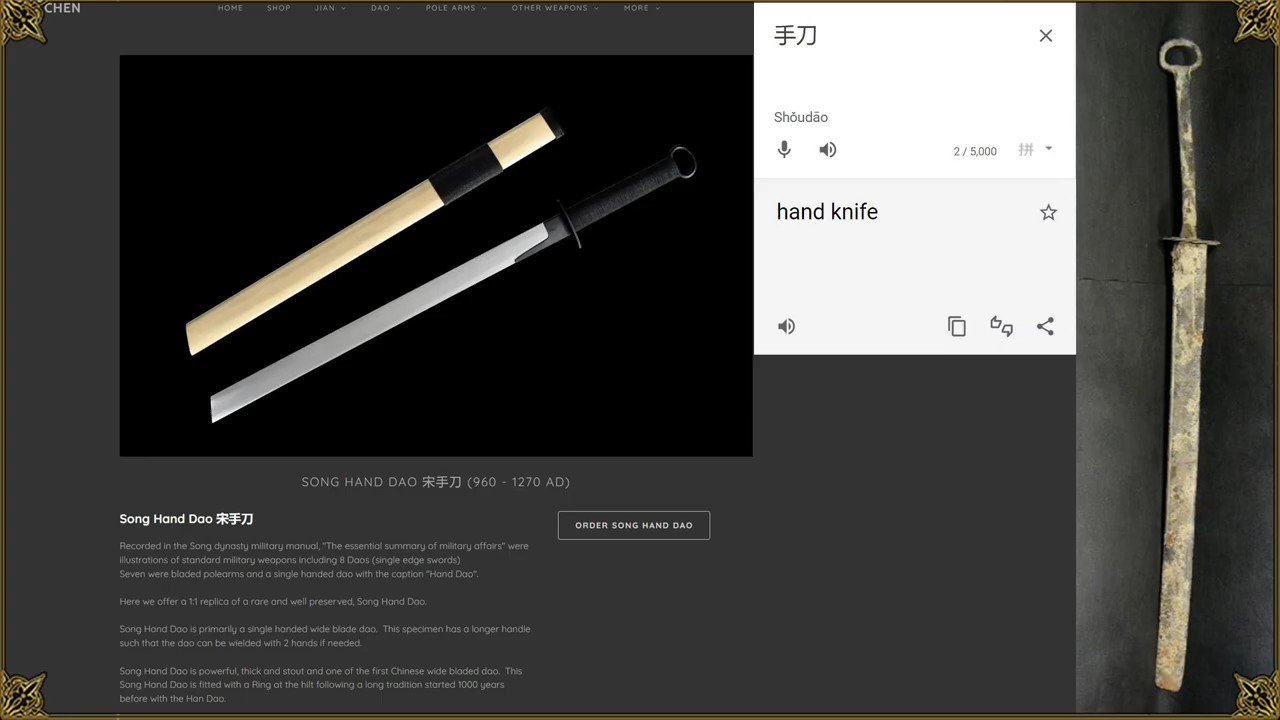 CHEN
HOME SHOP JIAN DAO POLE ARMS OTHER WEAPONS MORE
SONG HAND DAO 宋手刀 (960 - 1270 AD)
Song Hand Dao 宋手刀
ORDER SONG HAND DAO
Recorded in the Song dynasty military manual, "The essential summary of military affairs" were
illustrations of standard military weapons including 8 Daos (single edge swords)
Seven were bladed polearms and a single handed dao with the caption "Hand Dao".
Here we offer a 1:1 replica of a rare and well preserved, Song Hand Dao.
Song Hand Dao is primarily a single handed wide blade dao. This specimen has a longer handle
such that the dao can be wielded with 2 hands if needed.
Song Hand Dao is powerful, thick and stout and one of the first Chinese wide bladed dao. This
Song Hand Dao is fitted with a Ring at the hilt following a long tradition started 1000 years
before with the Han Dao.
手刀
Shǒudāo
2 / 5,000
拼
hand knife